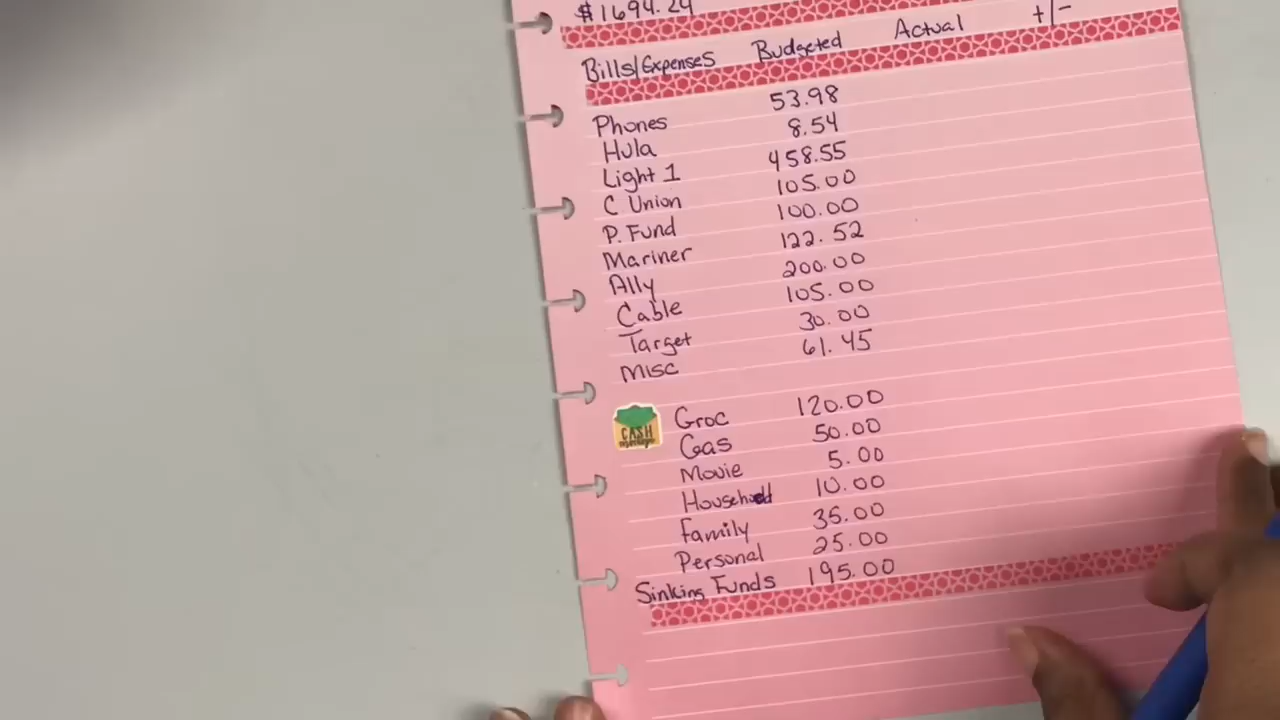 $1694.24
Bills/Expenses Budgeted Actual +/-
Phones 53.98
Hula 8.54
Light 1 458.55
C Union 105.00
P. Fund 100.00
Mariner 122.52
Ally 200.00
Cable 105.00
Target 30.00
Misc 61.45
CASH Groc 120.00
Gas 50.00
Movie 5.00
Household 10.00
Family 35.00
Personal 25.00
Sinking Funds 195.00